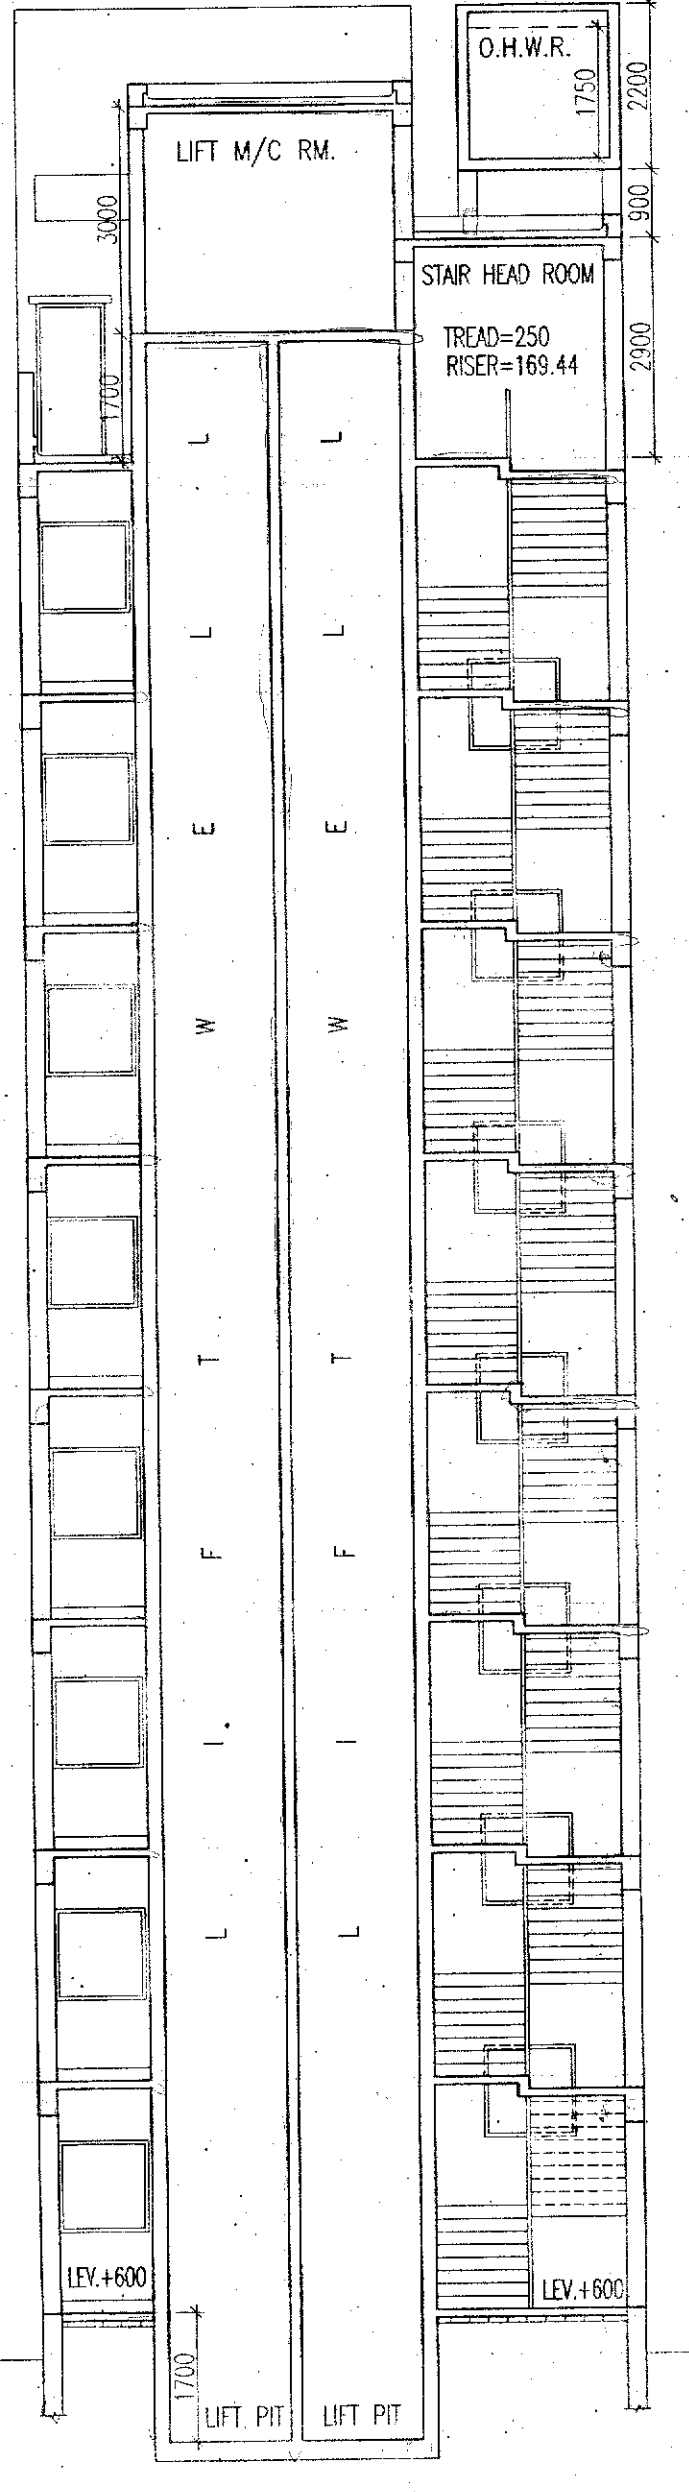 O.H.W.R.
1750
2200
LIFT M/C RM.
3000
900
STAIR HEAD ROOM
TREAD=250
RISER=169.44
2900
1700
L L
L L
E E
W W
T T
F F
I I
L L
LEV.+600
LEV.+600
1700
LIFT PIT
LIFT PIT